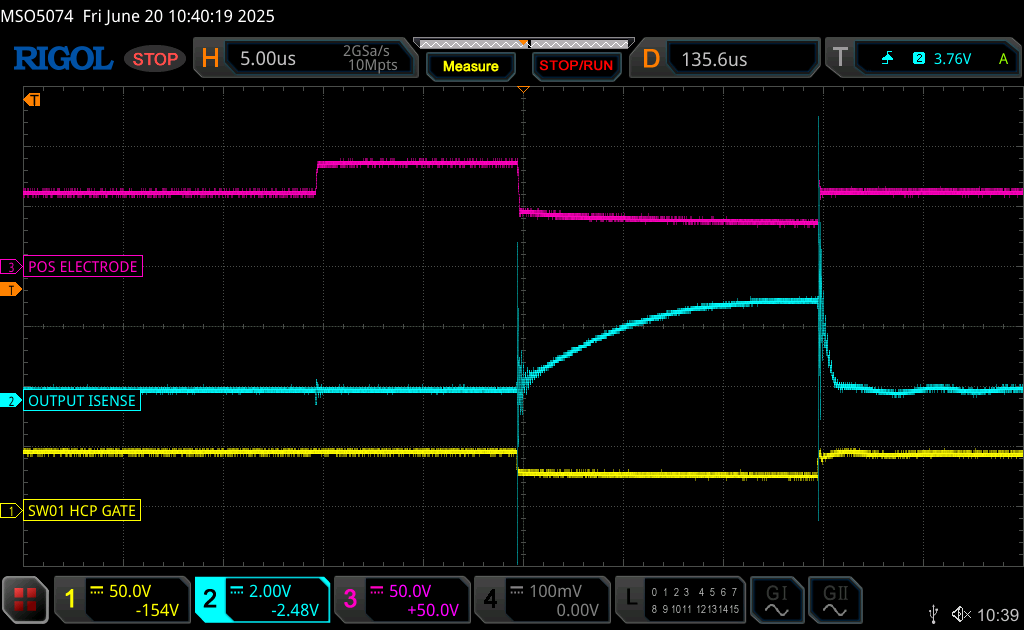 MSO5074 Fri June 20 10:40:19 2025
RIGOL STOP H 5.00us 2GSa/s 10Mpts Measure STOP/RUN D 135.6us T 2 3.76V A
T
3 POS ELECTRODE
T
2 OUTPUT ISENSE
1 SW01 HCP GATE
1 50.0V -154V 2 2.00V -2.48V 3 50.0V +50.0V 4 100mV 0.00V L 0 1 2 3 4 5 6 7 8 9 10 11 12 13 14 15 GI GII
10:39